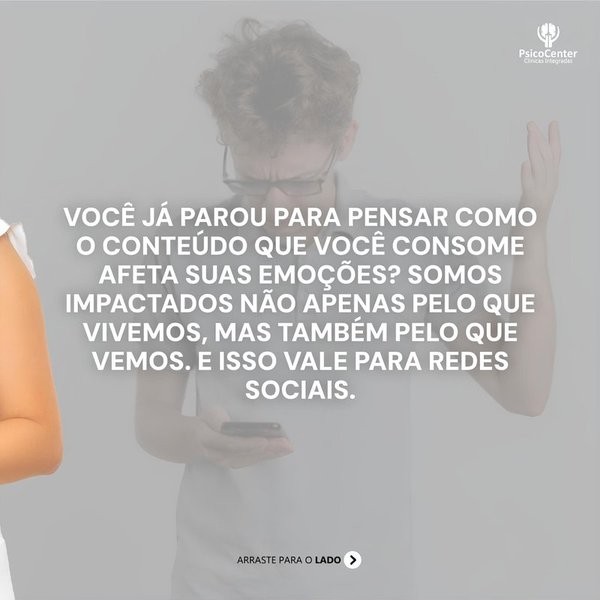 PsicoCenter
Clínicas Integradas
VOCÊ JÁ PAROU PARA PENSAR COMO
O CONTEÚDO QUE VOCÊ CONSOME
AFETA SUAS EMOÇÕES? SOMOS
IMPACTADOS NÃO APENAS PELO QUE
VIVEMOS, MAS TAMBÉM PELO QUE
VEMOS. E ISSO VALE PARA REDES
SOCIAIS.
ARRASTE PARA O LADO